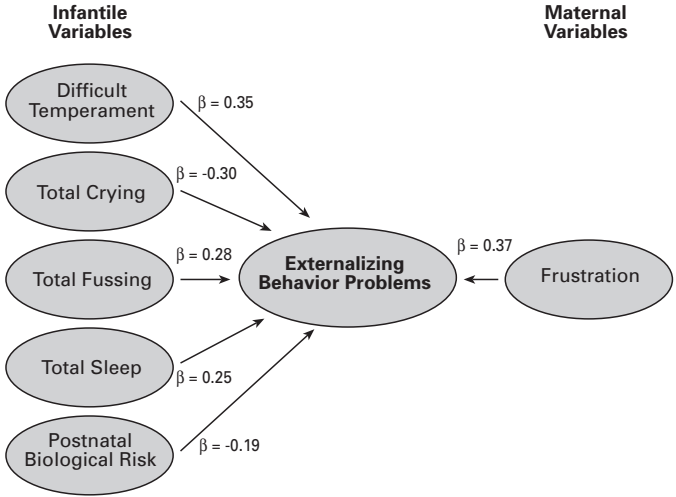 Infantile
Variables
Maternal
Variables
Difficult
Temperament
β = 0.35
Total Crying
β = -0.30
Total Fussing
β = 0.28
Externalizing
Behavior Problems
β = 0.37
Frustration
Total Sleep
β = 0.25
Postnatal
Biological Risk
β = -0.19